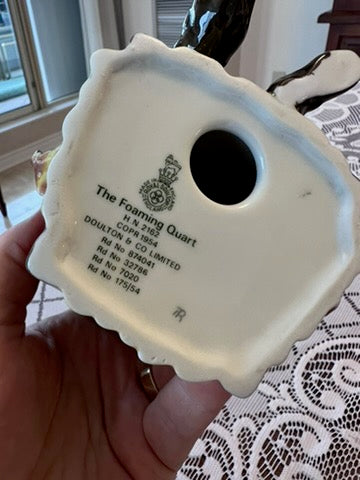 The Foaming Quart
H N 2162
COPR 1954
DOULTON & CO LIMITED
Rd No 874041
Rd No 32786
Rd No 7020
Rd No 175/54